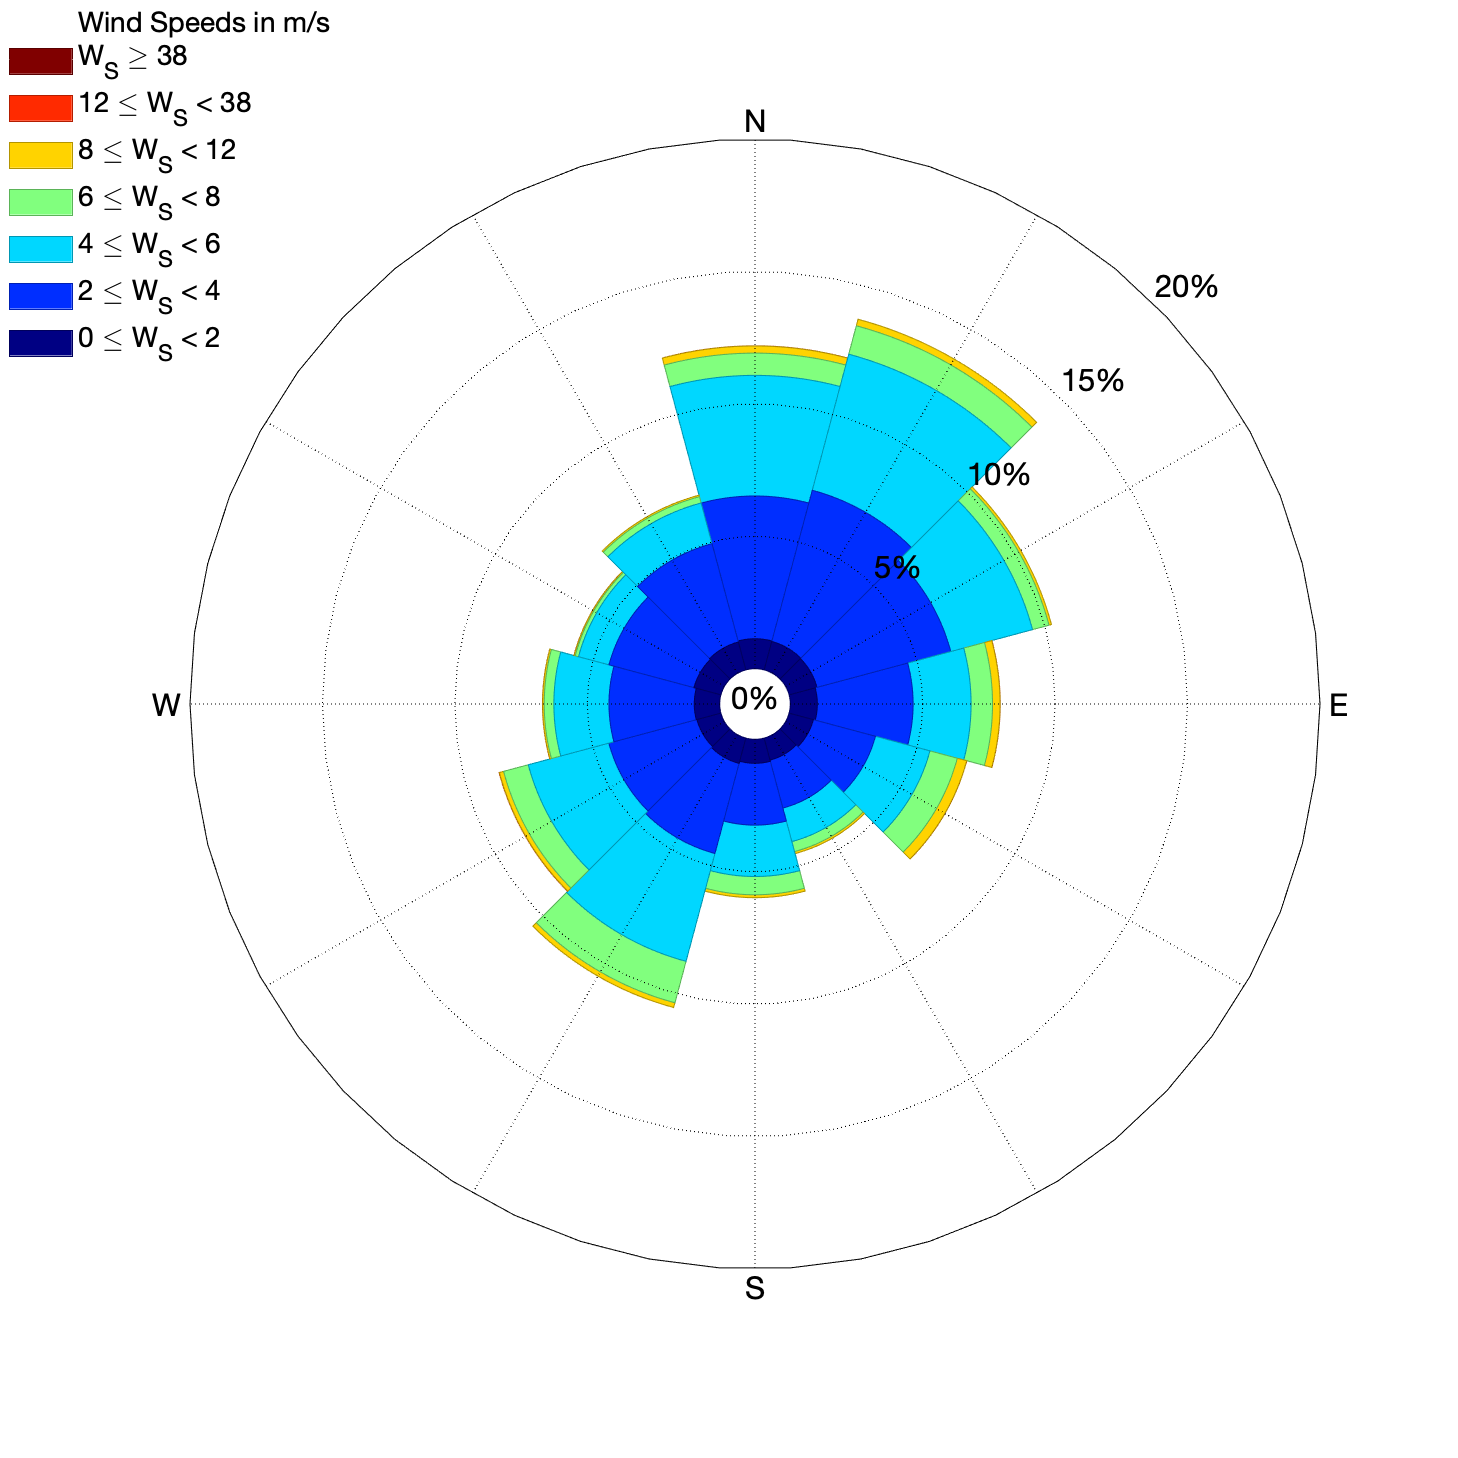 Wind Speeds in m/s
W_S ≥ 38
12 ≤ W_S < 38
8 ≤ W_S < 12
6 ≤ W_S < 8
4 ≤ W_S < 6
2 ≤ W_S < 4
0 ≤ W_S < 2
N
20%
15%
10%
5%
0%
W
E
S